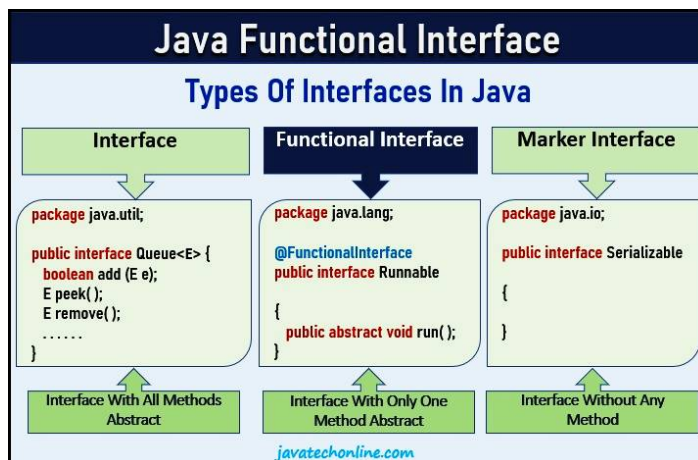 Java Functional Interface
Types Of Interfaces In Java
Interface
package java.util;
public interface Queue<E> {
boolean add (E e);
E peek( );
E remove( );
. . . . . .
}
Interface With All Methods
Abstract
Functional Interface
package java.lang;
@FunctionalInterface
public interface Runnable
{
public abstract void run( );
}
Interface With Only One
Method Abstract
Marker Interface
package java.io;
public interface Serializable
{
}
Interface Without Any
Method
javatechonline.com